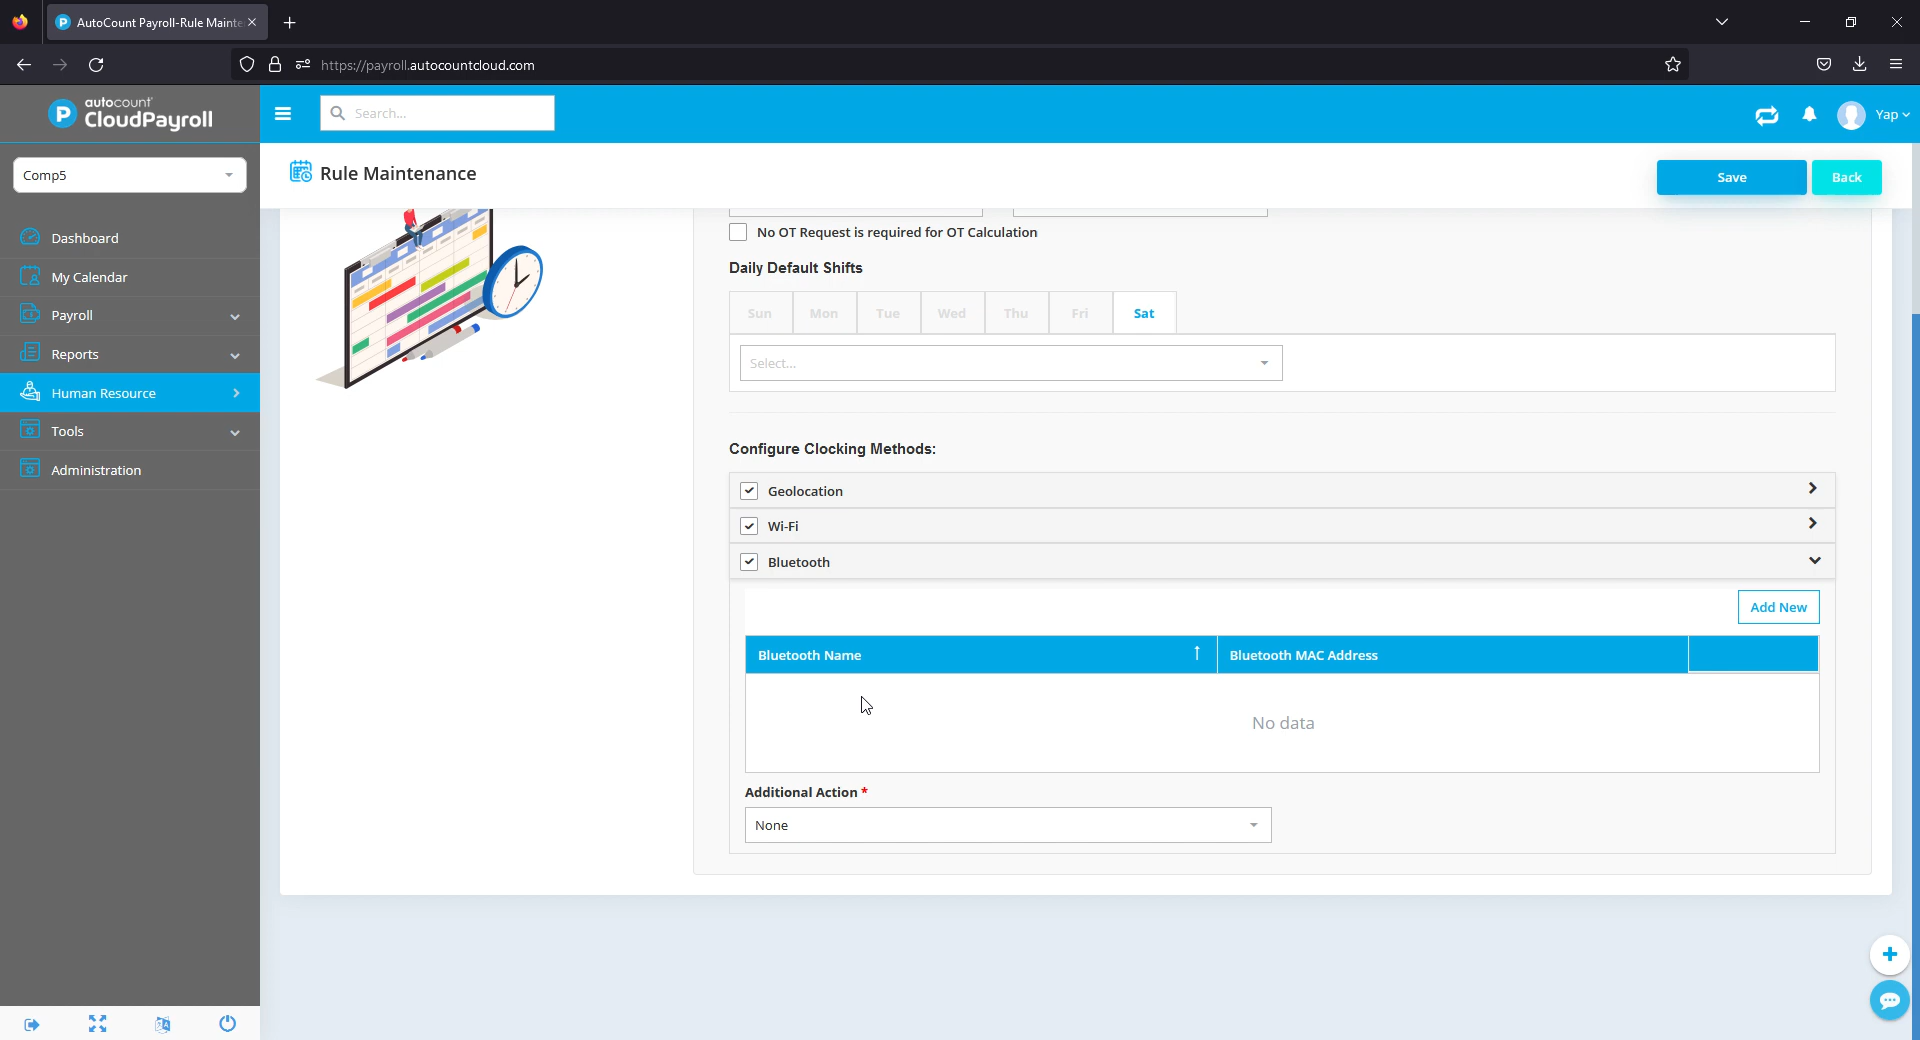 AutoCount Payroll-Rule Mainte
https://payroll.autocountcloud.com
autocount
CloudPayroll
Search...
Yap
Comp5
Rule Maintenance
Save
Back
Dashboard
My Calendar
Payroll
Reports
Human Resource
Tools
Administration
No OT Request is required for OT Calculation
Daily Default Shifts
Sun Mon Tue Wed Thu Fri Sat
Select...
Configure Clocking Methods:
Geolocation
Wi-Fi
Bluetooth
Add New
Bluetooth Name
Bluetooth MAC Address
No data
Additional Action *
None